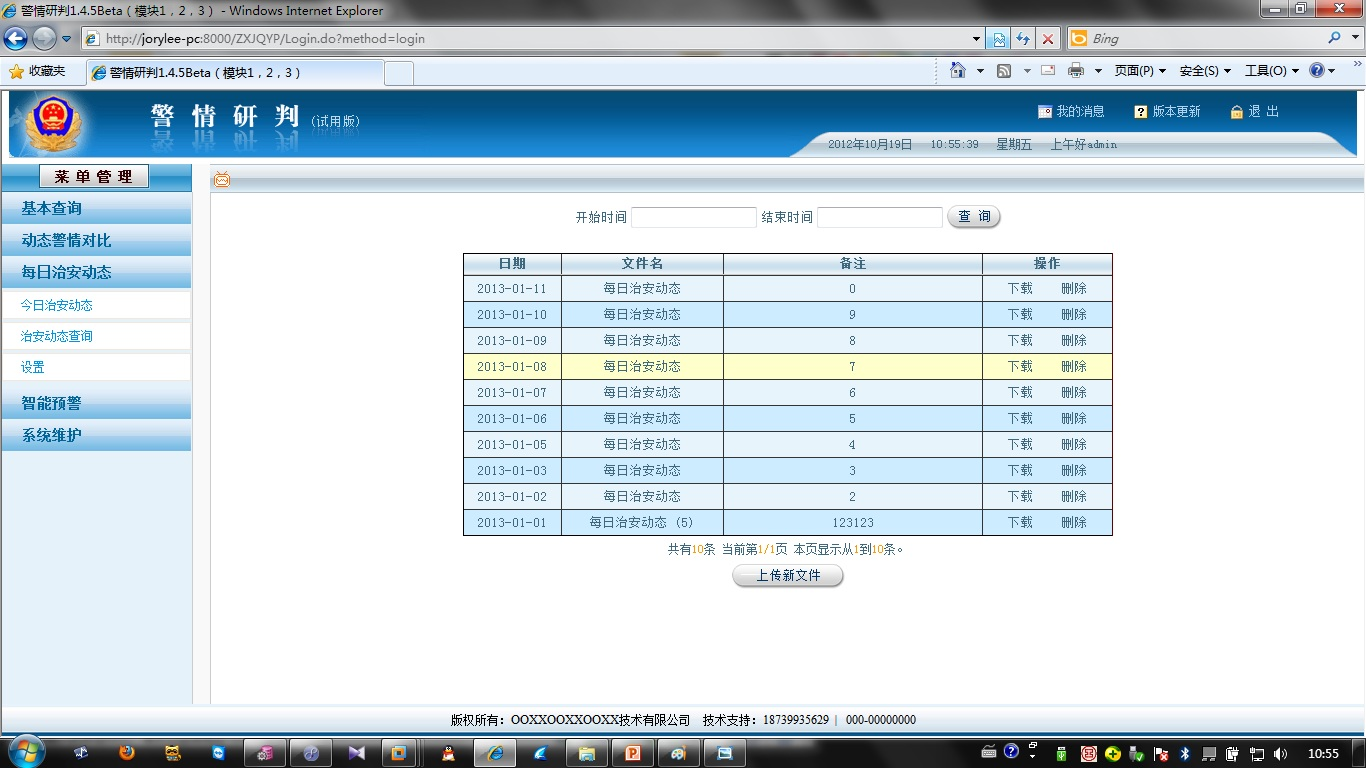 警情研判1.4.5Beta（模块1，2，3） - Windows Internet Explorer
http://jorylee-pc:8000/ZXJQYP/Login.do?method=login
Bing
收藏夹
警情研判1.4.5Beta（模块1，2，3）
页面(P)
安全(S)
工具(O)
警情研判（试用版）
我的消息
版本更新
退 出
2012年10月19日 10:55:39 星期五 上午好admin
菜单管理
基本查询
动态警情对比
每日治安动态
今日治安动态
治安动态查询
设置
智能预警
系统维护
开始时间 结束时间 查 询
日期 文件名 备注 操作
2013-01-11 每日治安动态 0 下载 删除
2013-01-10 每日治安动态 9 下载 删除
2013-01-09 每日治安动态 8 下载 删除
2013-01-08 每日治安动态 7 下载 删除
2013-01-07 每日治安动态 6 下载 删除
2013-01-06 每日治安动态 5 下载 删除
2013-01-05 每日治安动态 4 下载 删除
2013-01-03 每日治安动态 3 下载 删除
2013-01-02 每日治安动态 2 下载 删除
2013-01-01 每日治安动态 (5) 123123 下载 删除
共有10条 当前第1/1页 本页显示从1到10条。
上传新文件
版权所有：OOXXOOXXOOXX技术有限公司 技术支持：18739935629 | 000-00000000
10:55